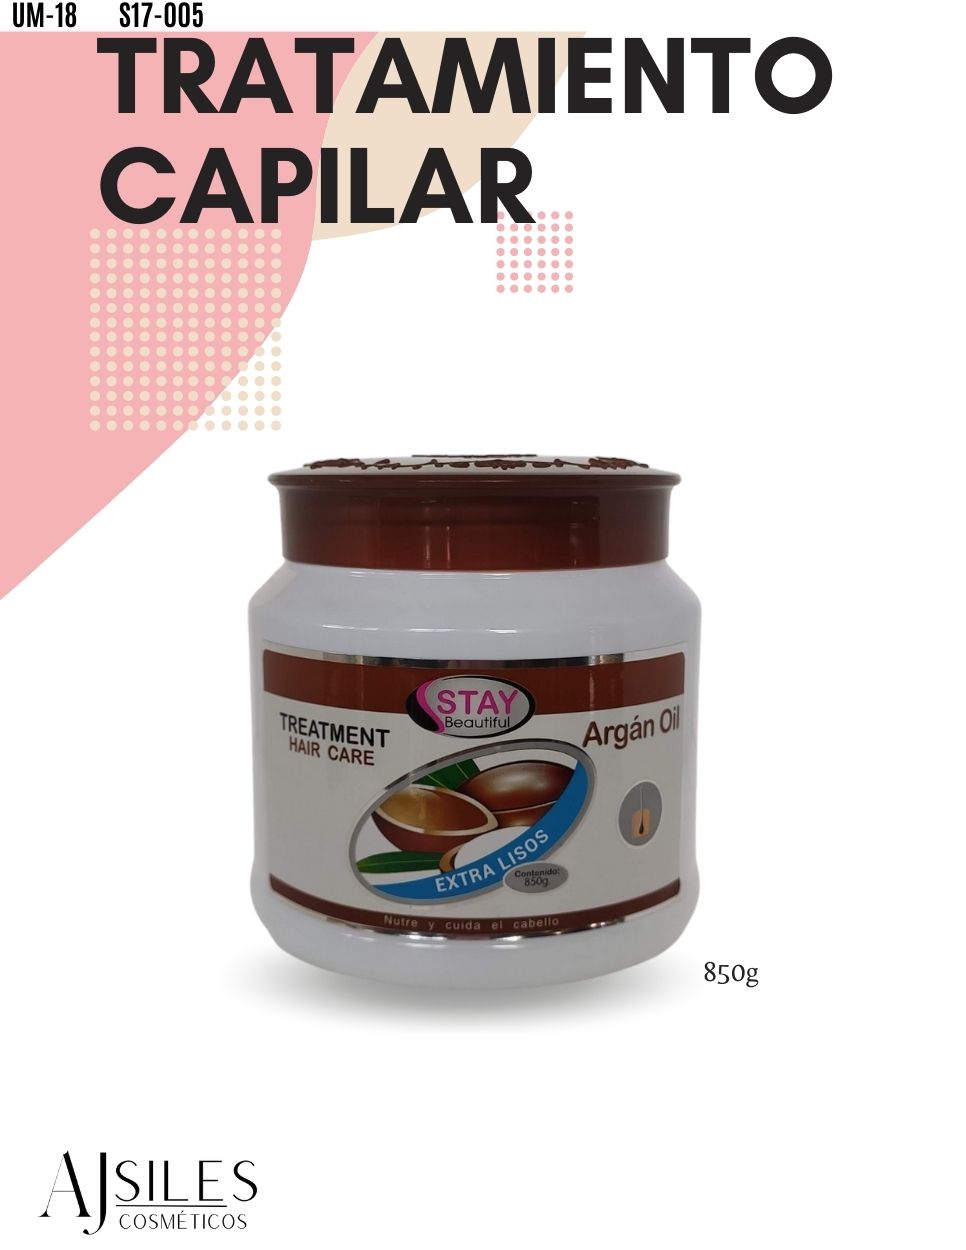 UM-18 S17-005
TRATAMIENTO
CAPILAR
STAY
Beautiful
TREATMENT
HAIR CARE
Argán Oil
EXTRA LISOS
Contenido:
850g.
Nutre y cuida el cabello
850g
AJSILES
COSMÉTICOS